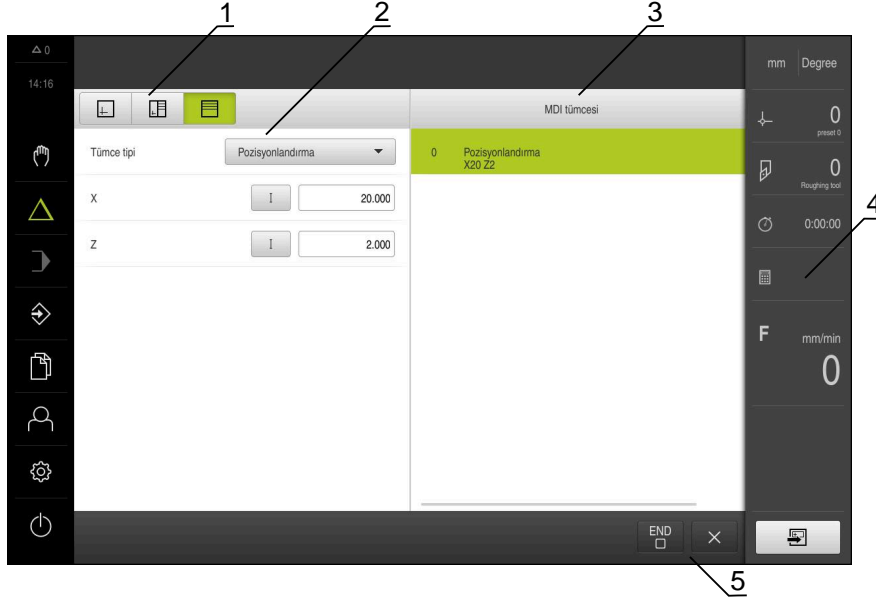 1
2
3
0
14:16
mm Degree
MDI tümcesi
0
preset 0
Tümce tipi
Pozisyonlandırma
0 Pozisyonlandırma
X20 Z2
0
Roughing tool
X
I
20.000
4
0:00:00
Z
I
2.000
F mm/min
0
END
5